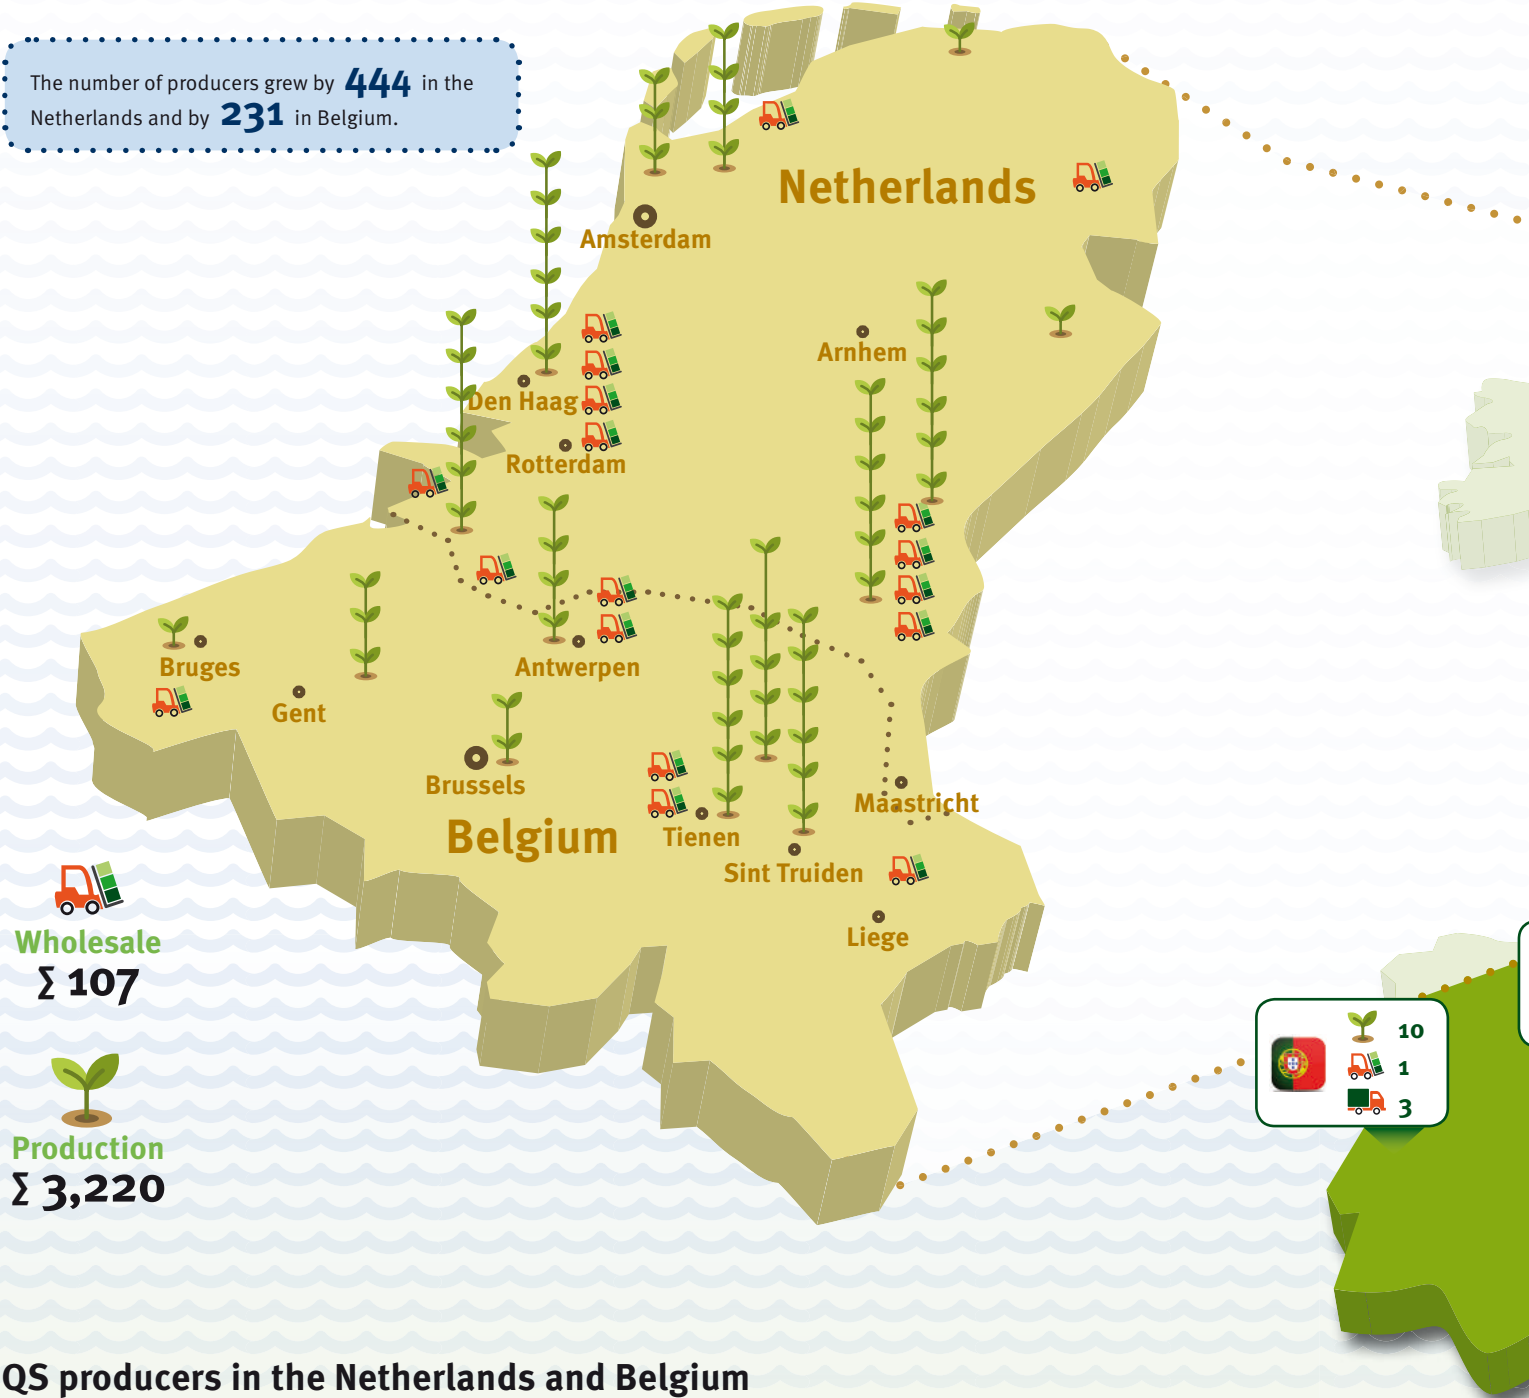 The number of producers grew by 444 in the
Netherlands and by 231 in Belgium.
Netherlands
Amsterdam
Arnhem
Den Haag
Rotterdam
Bruges
Antwerpen
Gent
Brussels
Belgium
Tienen
Maastricht
Sint Truiden
Liege
Wholesale
∑ 107
Production
∑ 3,220
10
1
3
QS producers in the Netherlands and Belgium